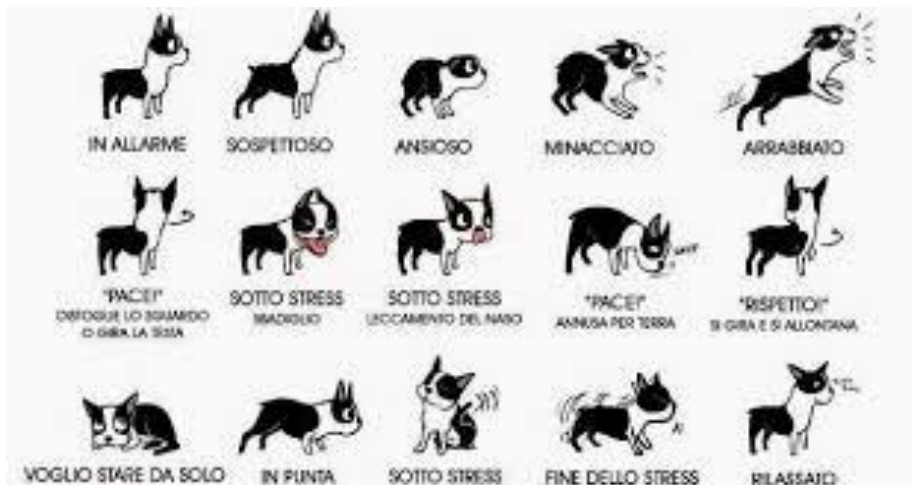 IN ALLARME
SOSPETTOSO
ANSIOSO
MINACCIATO
ARRABBIATO
"PACE!"
DISTOGLIE LO SGUARDO
O GIRA LA TESTA
SOTTO STRESS
SBADIGLIO
SOTTO STRESS
LECCAMENTO DEL NASO
"PACE!"
ANNUSA PER TERRA
"RISPETTO!"
SI GIRA E SI ALLONTANA
VOGLIO STARE DA SOLO
IN PUNTA
SOTTO STRESS
FINE DELLO STRESS
RILASSATO